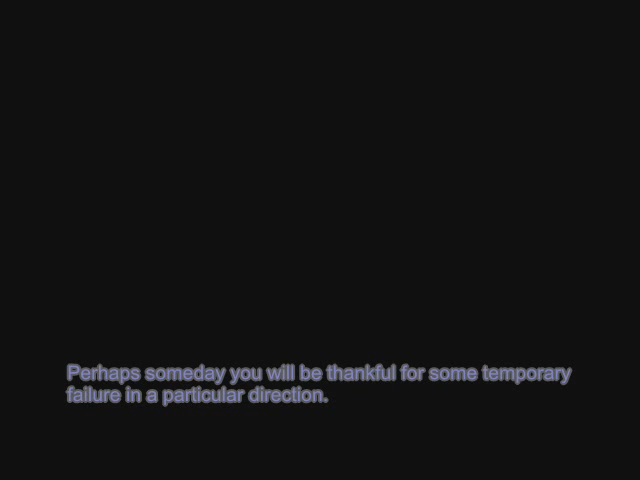 Perhaps someday you will be thankful for some temporary
failure in a particular direction.